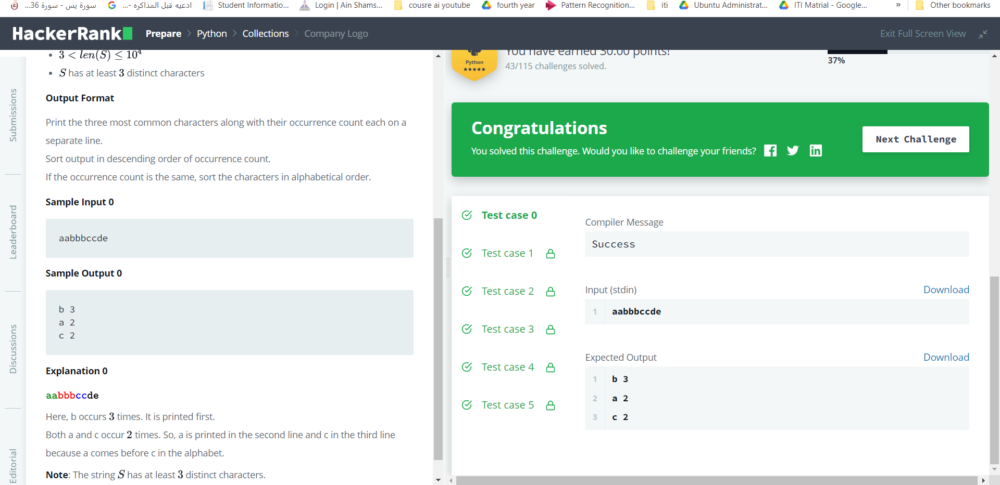 سورة يس - سورة 36...
ادعيه قبل المذاكره -...
Student Informatio...
Login | Ain Shams...
cousre ai youtube
fourth year
Pattern Recognition...
iti
Ubuntu Administrat...
ITI Matrial - Google...
»
Other bookmarks
HackerRank
Prepare > Python > Collections > Company Logo
Exit Full Screen View
Submissions
Leaderboard
Discussions
Editorial
• 3 < len(S) ≤ 10⁴
• S has at least 3 distinct characters
Output Format
Print the three most common characters along with their occurrence count each on a
separate line.
Sort output in descending order of occurrence count.
If the occurrence count is the same, sort the characters in alphabetical order.
Sample Input 0
aabbbccde
Sample Output 0
b 3
a 2
c 2
Explanation 0
aabbbccde
Here, b occurs 3 times. It is printed first.
Both a and c occur 2 times. So, a is printed in the second line and c in the third line
because a comes before c in the alphabet.
Note: The string S has at least 3 distinct characters.
Python
★★★★★
You have earned 30.00 points!
43/115 challenges solved.
37%
Congratulations
You solved this challenge. Would you like to challenge your friends?
Next Challenge
Test case 0
Test case 1
Test case 2
Test case 3
Test case 4
Test case 5
Compiler Message
Success
Input (stdin)
Download
1 aabbbccde
Expected Output
Download
1 b 3
2 a 2
3 c 2